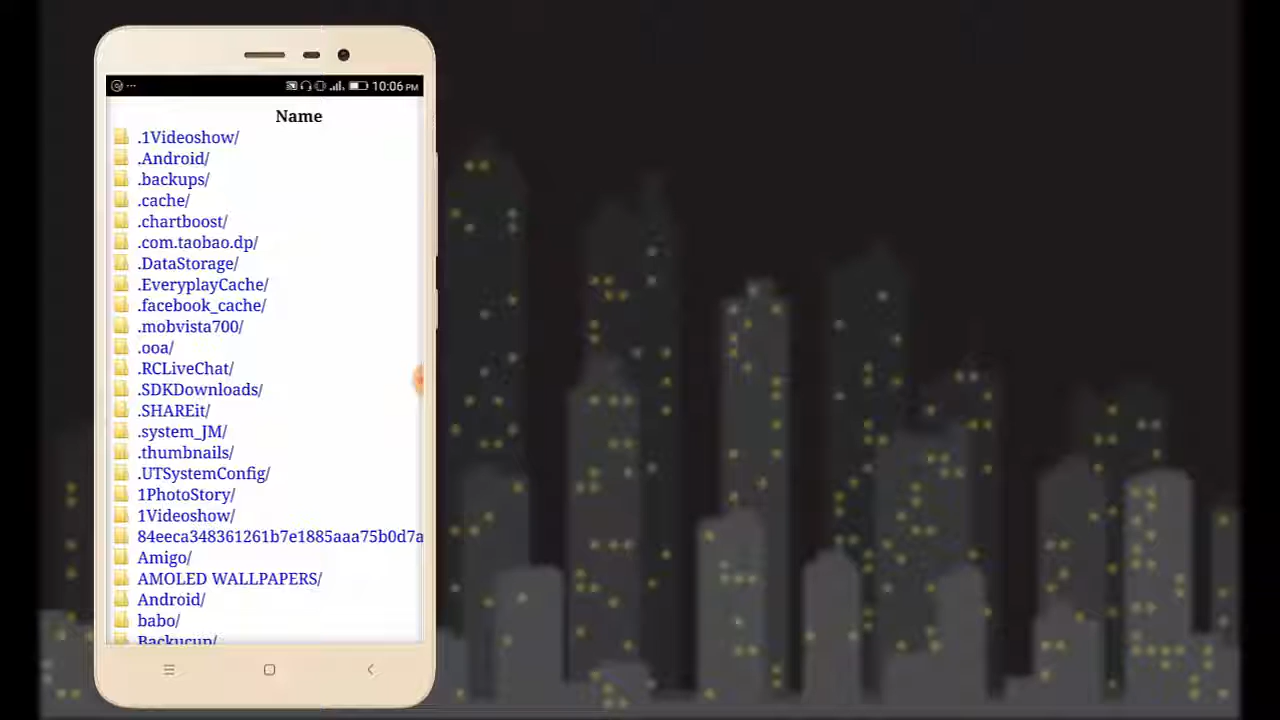 10:06 PM
Name
.1Videoshow/
.Android/
.backups/
.cache/
.chartboost/
.com.taobao.dp/
.DataStorage/
.EveryplayCache/
.facebook_cache/
.mobvista700/
.ooa/
.RCLiveChat/
.SDKDownloads/
.SHAREit/
.system_JM/
.thumbnails/
.UTSystemConfig/
1PhotoStory/
1Videoshow/
84eeca348361261b7e1885aaa75b0d7a
Amigo/
AMOLED WALLPAPERS/
Android/
babo/
Backucup/